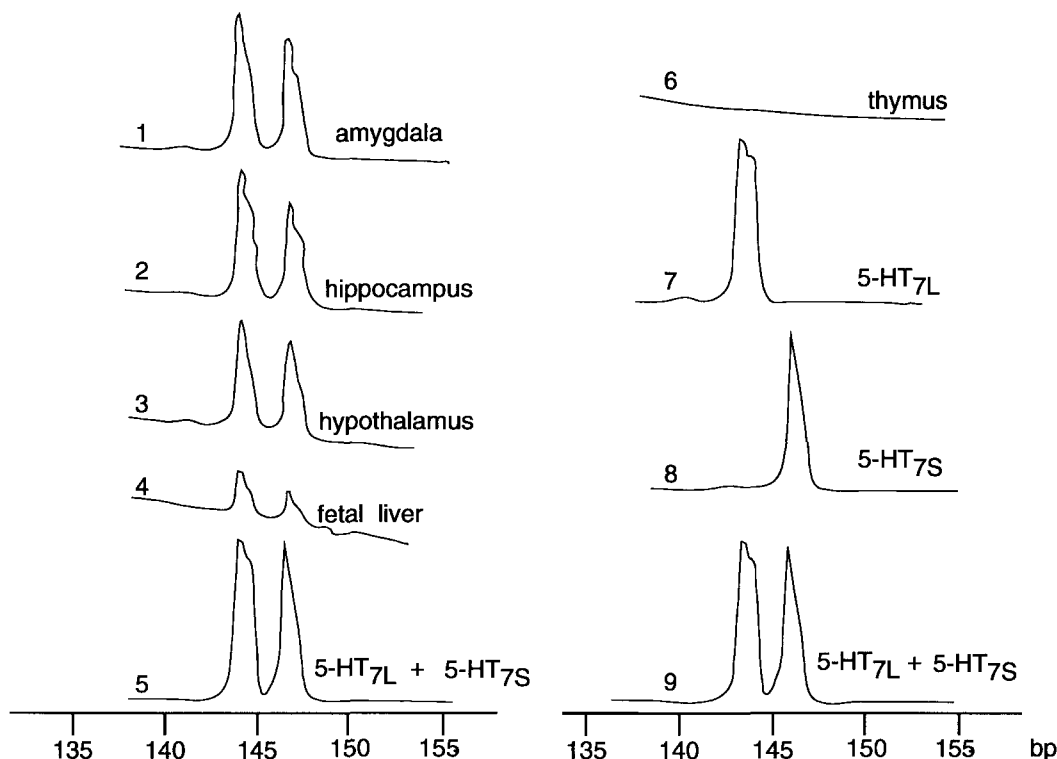 1 amygdala
2 hippocampus
3 hypothalamus
4 fetal liver
5 5-HT7L + 5-HT7S
135 140 145 150 155
6 thymus
7 5-HT7L
8 5-HT7S
9 5-HT7L + 5-HT7S
135 140 145 150 155 bp